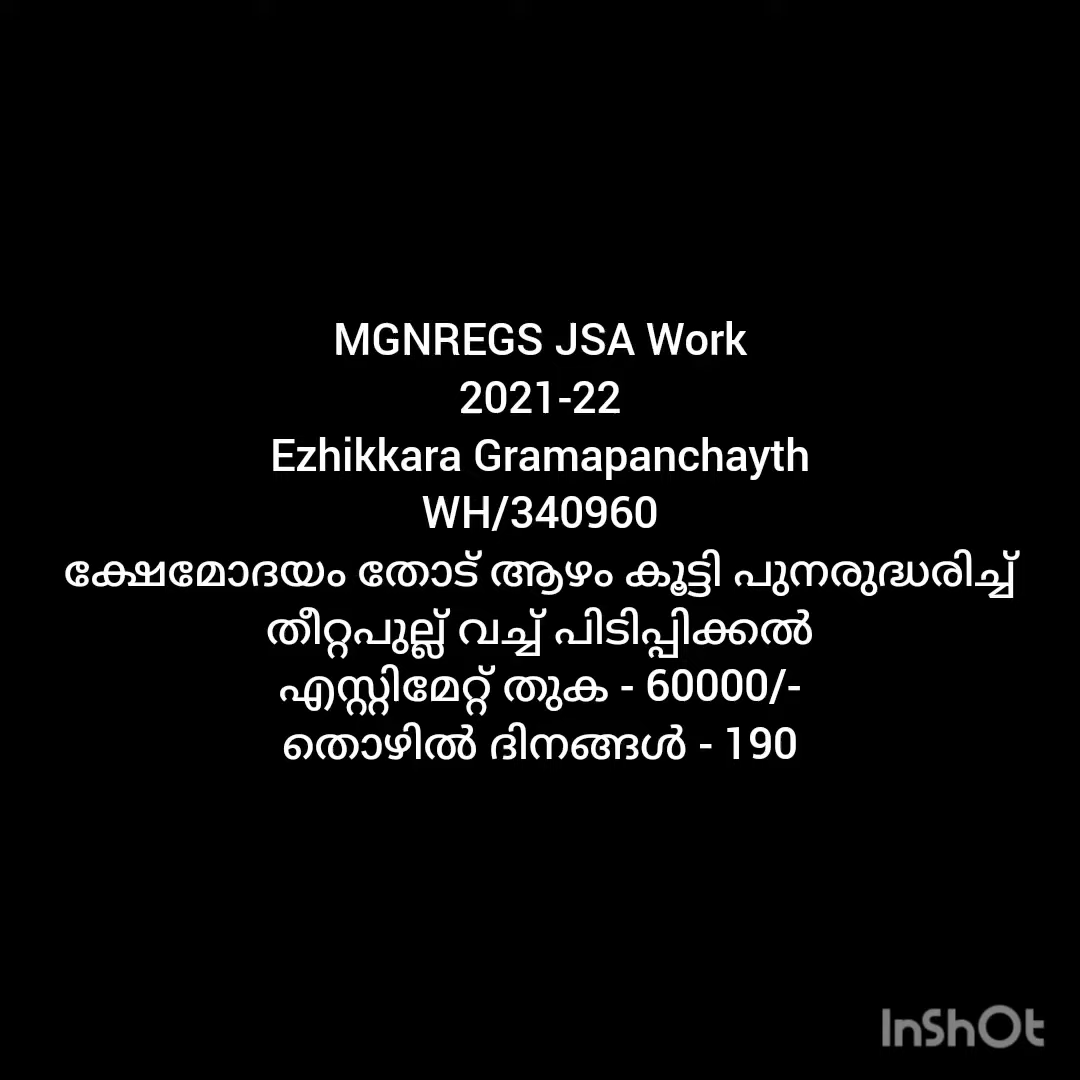 MGNREGS JSA Work
2021-22
Ezhikkara Gramapanchayth
WH/340960
ക്ഷേമോദയം തോട് ആഴം കൂട്ടി പുനരുദ്ധരിച്ച്
തീറ്റപുല്ല് വച്ച് പിടിപ്പിക്കൽ
എസ്റ്റിമേറ്റ് തുക - 60000/-
തൊഴിൽ ദിനങ്ങൾ - 190
InShOt